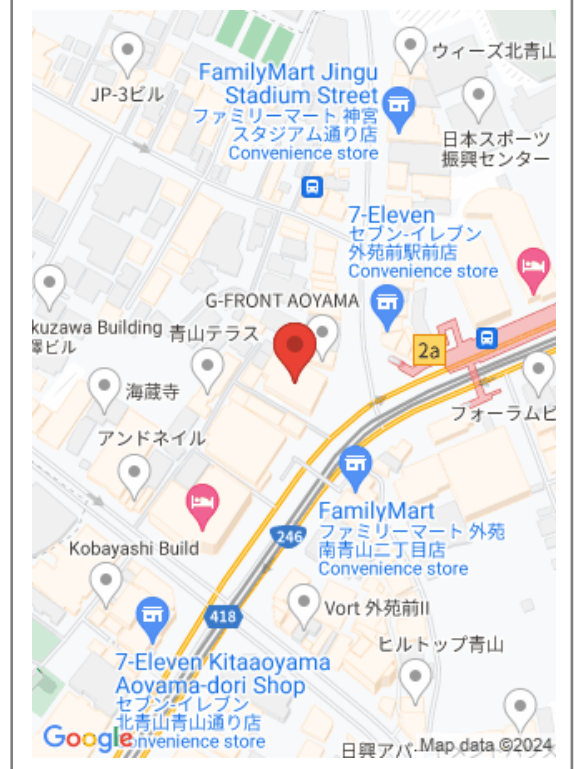 ウィーズ北青山
JP-3ビル
FamilyMart Jingu
Stadium Street
ファミリーマート 神宮
スタジアム通り店
Convenience store
日本スポーツ
振興センター
7-Eleven
セブン-イレブン
外苑前駅前店
Convenience store
G-FRONT AOYAMA
kuzawa Building
澤ビル
青山テラス
2a
海蔵寺
フォーラムビ
アンドネイル
FamilyMart
ファミリーマート 外苑
南青山二丁目店
Convenience store
246
Kobayashi Build
418
Vort 外苑前II
ヒルトップ青山
7-Eleven Kitaaoyama
Aoyama-dori Shop
セブン-イレブン
北青山青山通り店
Convenience store
Google
日興アパ
Map data ©2024